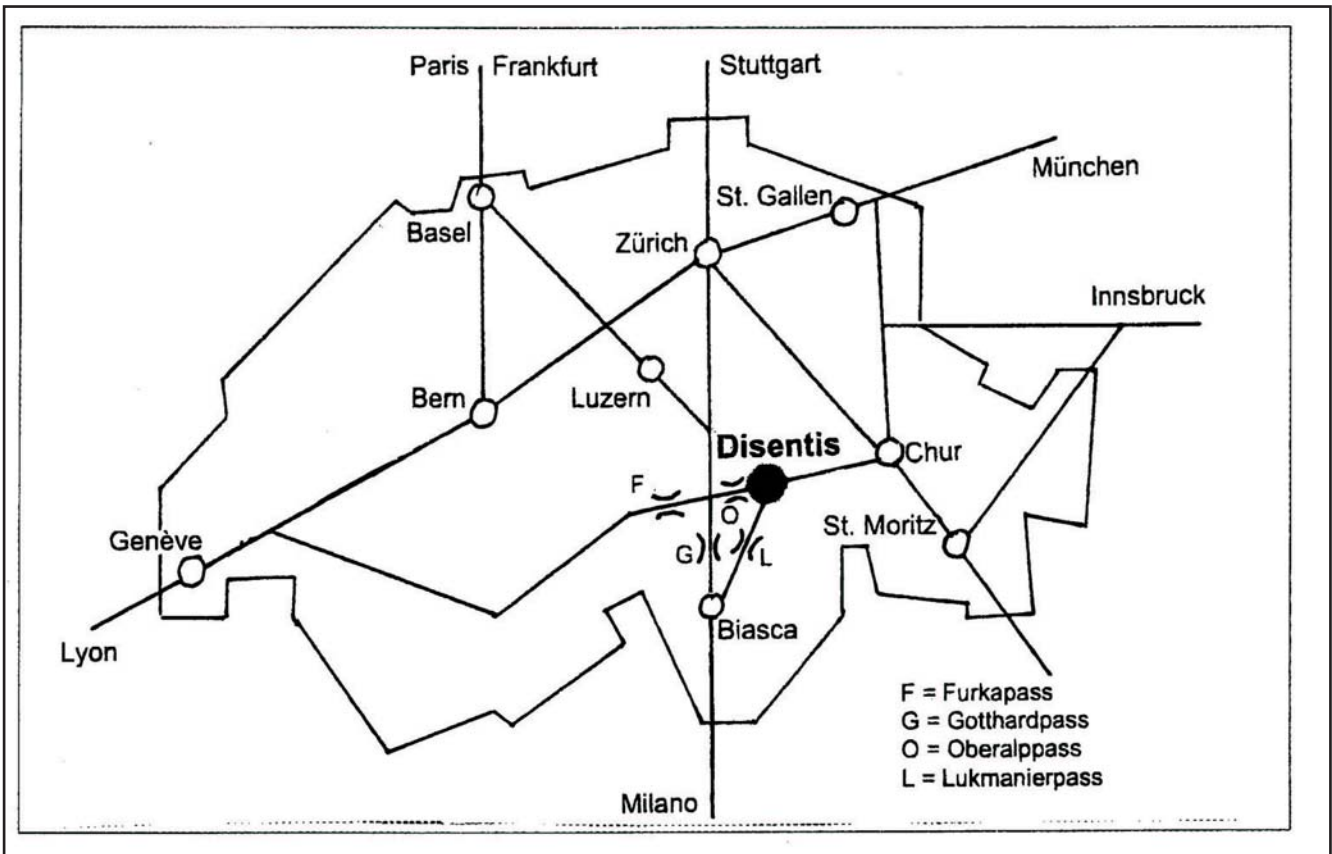 Paris Frankfurt
Stuttgart
München
St. Gallen
Basel
Zürich
Innsbruck
Bern
Luzern
Disentis
Chur
F
O
St. Moritz
Genève
G
L
Biasca
Lyon
F = Furkapass
G = Gotthardpass
O = Oberalppass
L = Lukmanierpass
Milano